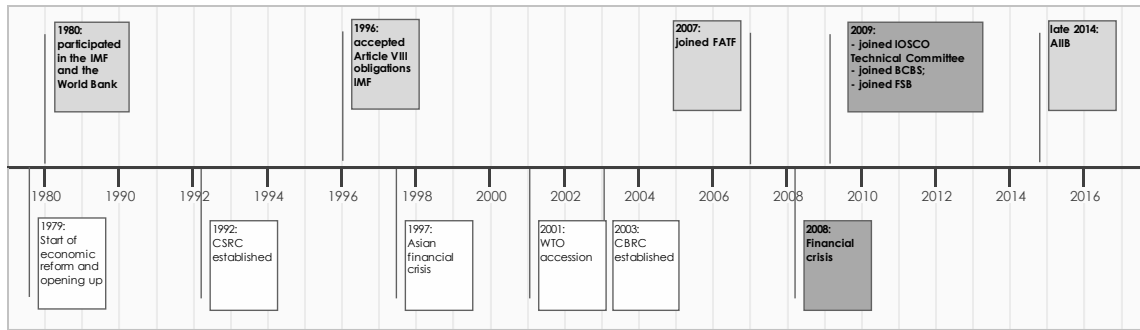 1980:
participated
in the IMF
and the
World Bank
1996:
accepted
Article VIII
obligations
IMF
2007:
joined FATF
2009:
- joined IOSCO
Technical Committee
- joined BCBS;
- joined FSB
late 2014:
AIIB
1980 1990 1992 1994 1996 1998 2000 2002 2004 2006 2008 2010 2012 2014 2016
1979:
Start of
economic
reform and
opening up
1992:
CSRC
established
1997:
Asian
financial
crisis
2001:
WTO
accession
2003:
CBRC
established
2008:
Financial
crisis